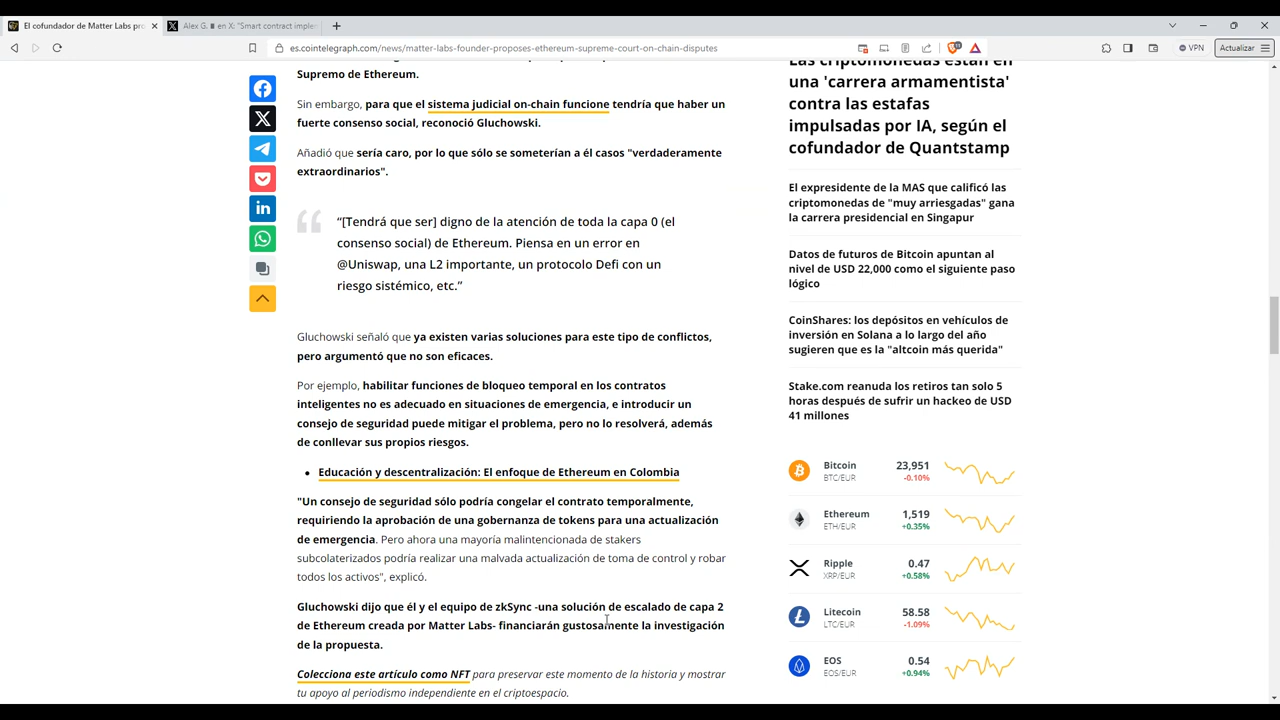 El cofundador de Matter Labs pro
Alex G. ∎ en X: "Smart contract implem
es.cointelegraph.com/news/matter-labs-founder-proposes-ethereum-supreme-court-on-chain-disputes
VPN
Actualizar
Supremo de Ethereum.
Sin embargo, para que el sistema judicial on-chain funcione tendría que haber un
fuerte consenso social, reconoció Gluchowski.
Añadió que sería caro, por lo que sólo se someterían a él casos "verdaderamente
extraordinarios".
“[Tendrá que ser] digno de la atención de toda la capa 0 (el
consenso social) de Ethereum. Piensa en un error en
@Uniswap, una L2 importante, un protocolo Defi con un
riesgo sistémico, etc.”
Gluchowski señaló que ya existen varias soluciones para este tipo de conflictos,
pero argumentó que no son eficaces.
Por ejemplo, habilitar funciones de bloqueo temporal en los contratos
inteligentes no es adecuado en situaciones de emergencia, e introducir un
consejo de seguridad puede mitigar el problema, pero no lo resolverá, además
de conllevar sus propios riesgos.
• Educación y descentralización: El enfoque de Ethereum en Colombia
"Un consejo de seguridad sólo podría congelar el contrato temporalmente,
requiriendo la aprobación de una gobernanza de tokens para una actualización
de emergencia. Pero ahora una mayoría malintencionada de stakers
subcolaterizados podría realizar una malvada actualización de toma de control y robar
todos los activos", explicó.
Gluchowski dijo que él y el equipo de zkSync -una solución de escalado de capa 2
de Ethereum creada por Matter Labs- financiarán gustosamente la investigación
de la propuesta.
Colecciona este artículo como NFT para preservar este momento de la historia y mostrar
tu apoyo al periodismo independiente en el criptoespacio.
Las criptomonedas están en
una 'carrera armamentista'
contra las estafas
impulsadas por IA, según el
cofundador de Quantstamp
El expresidente de la MAS que calificó las
criptomonedas de "muy arriesgadas" gana
la carrera presidencial en Singapur
Datos de futuros de Bitcoin apuntan al
nivel de USD 22,000 como el siguiente paso
lógico
CoinShares: los depósitos en vehículos de
inversión en Solana a lo largo del año
sugieren que es la "altcoin más querida"
Stake.com reanuda los retiros tan solo 5
horas después de sufrir un hackeo de USD
41 millones
Bitcoin 23,951
BTC/EUR -0.10%
Ethereum 1,519
ETH/EUR +0.35%
Ripple 0.47
XRP/EUR +0.58%
Litecoin 58.58
LTC/EUR -1.09%
EOS 0.54
EOS/EUR +0.94%